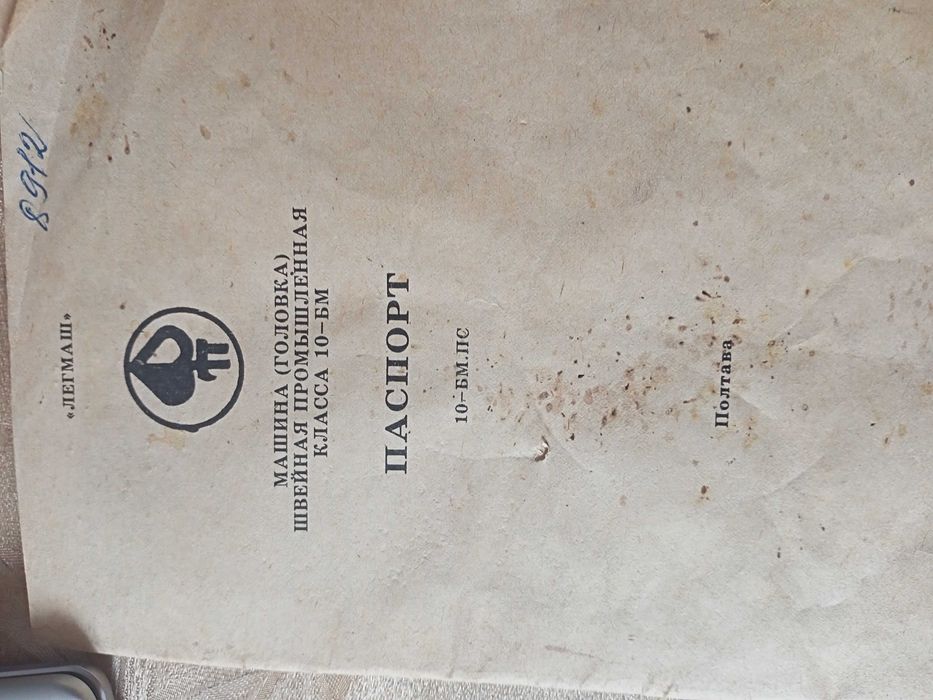 8912
«ЛЕГМАШ»
МАШИНА (ГОЛОВКА)
ШВЕЙНАЯ ПРОМЫШЛЕННАЯ
КЛАССА 10-БМ
ПАСПОРТ
10-БМ.ПС
Полтава